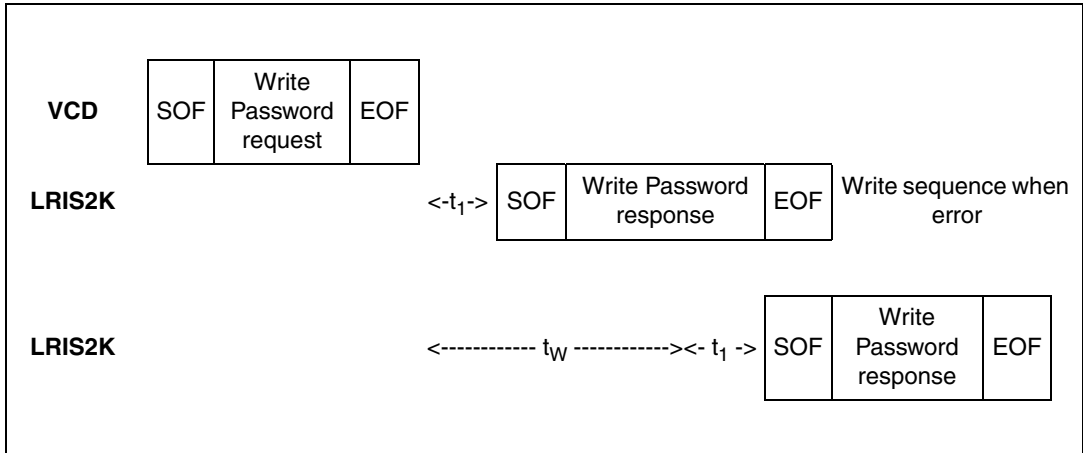 VCD SOF Write Password request EOF
LRIS2K <-t1-> SOF Write Password response EOF Write sequence when error
LRIS2K <------------ tW ------------><- t1 -> SOF Write Password response EOF